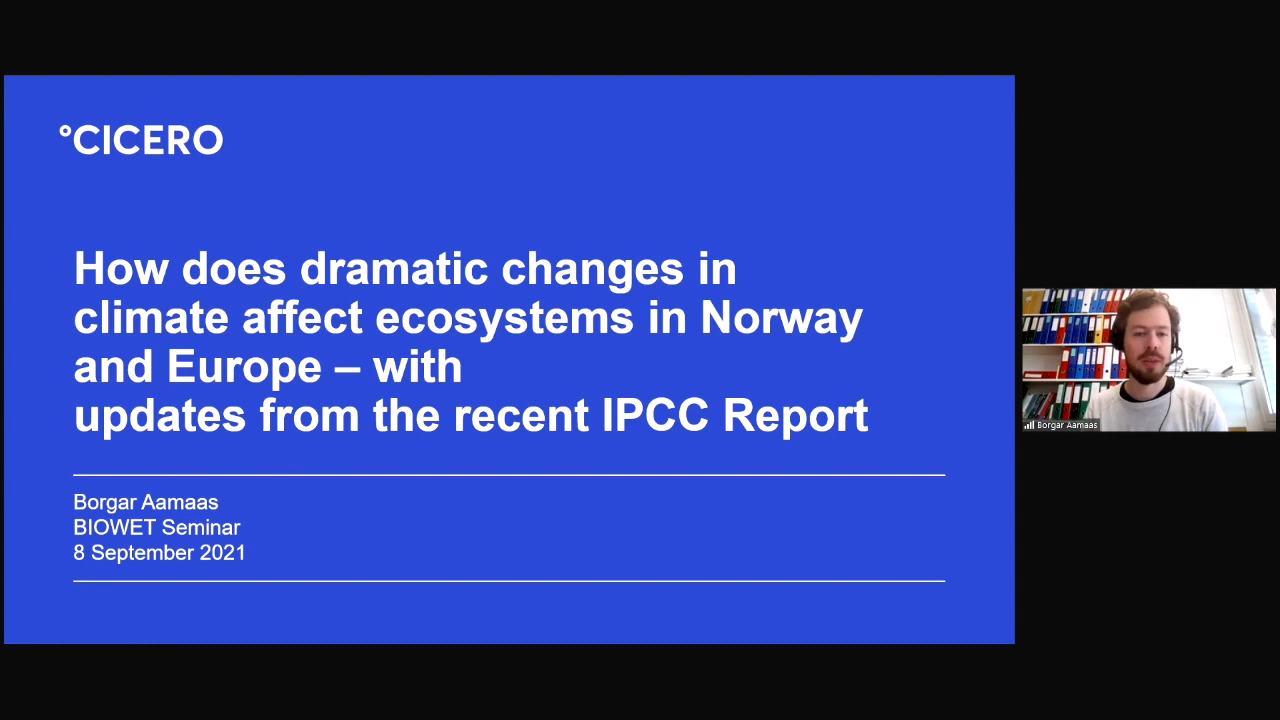 °CICERO
How does dramatic changes in
climate affect ecosystems in Norway
and Europe – with
updates from the recent IPCC Report
Borgar Aamaas
BIOWET Seminar
8 September 2021
Borgar Aamaas